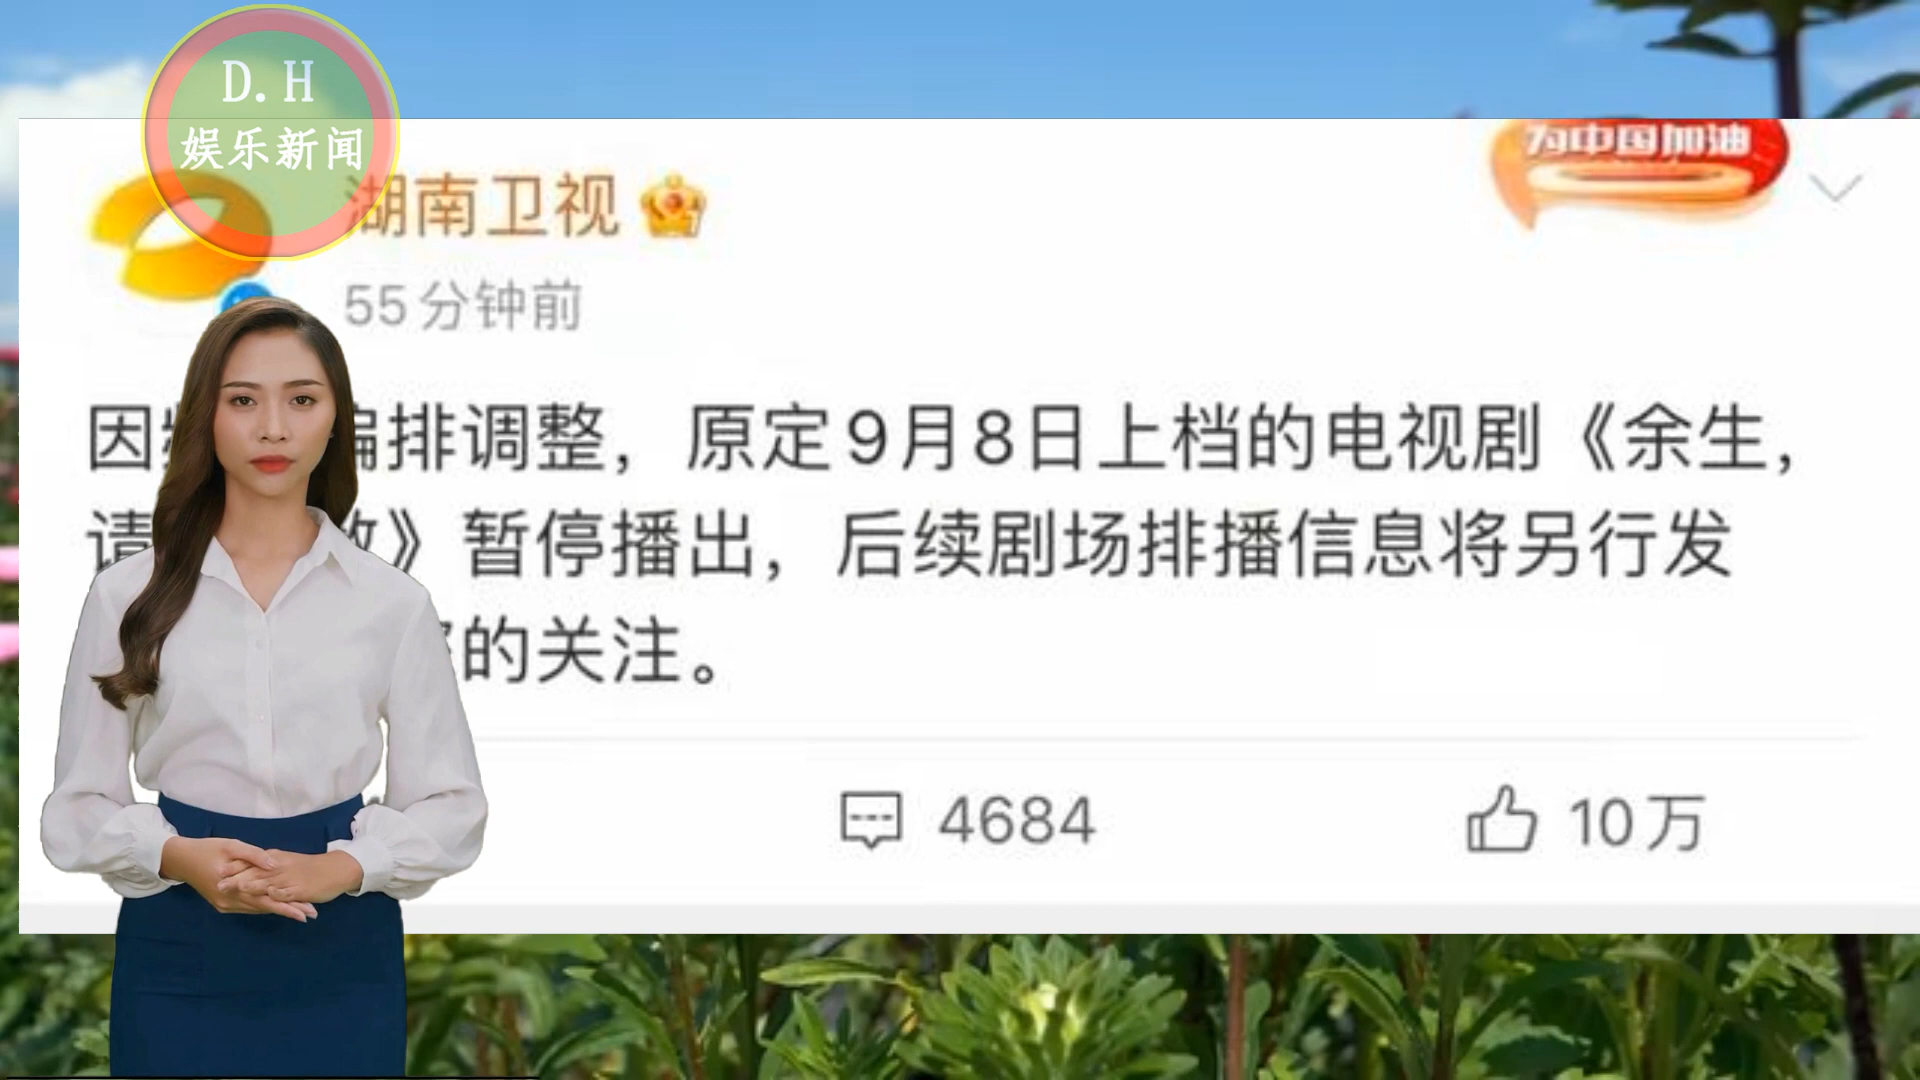 D.H
娱乐新闻
为中国加油
湖南卫视
55分钟前
因 编排调整，原定9月8日上档的电视剧《余生，
请 》暂停播出，后续剧场排播信息将另行发
的关注。
4684
10万